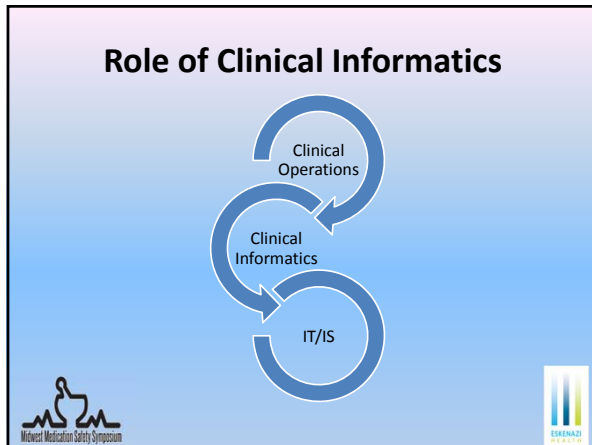 Role of Clinical Informatics
Clinical
Operations
Clinical
Informatics
IT/IS
Midwest Medication Safety Symposium
ESKENAZI
HEALTH